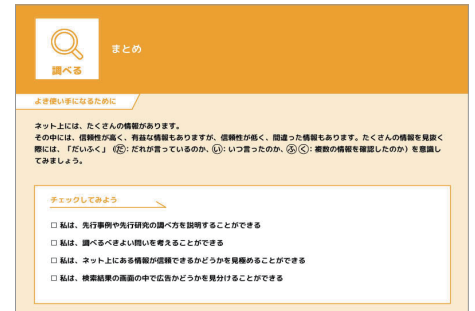 調べる
まとめ
よき使い手になるために
ネット上には、たくさんの情報があります。
その中には、信頼性が高く、有益な情報もありますが、信頼性が低く、間違った情報もあります。たくさんの情報を見抜く
際には、「だいふく」（だ：だれが言っているのか、い：いつ言ったのか、ふく：複数の情報を確認したのか）を意識し
てみましょう。
チェックしてみよう
□ 私は、先行事例や先行研究の調べ方を説明することができる
□ 私は、調べるべきよい問いを考えることができる
□ 私は、ネット上にある情報が信頼できるかどうかを見極めることができる
□ 私は、検索結果の画面の中で広告かどうかを見分けることができる